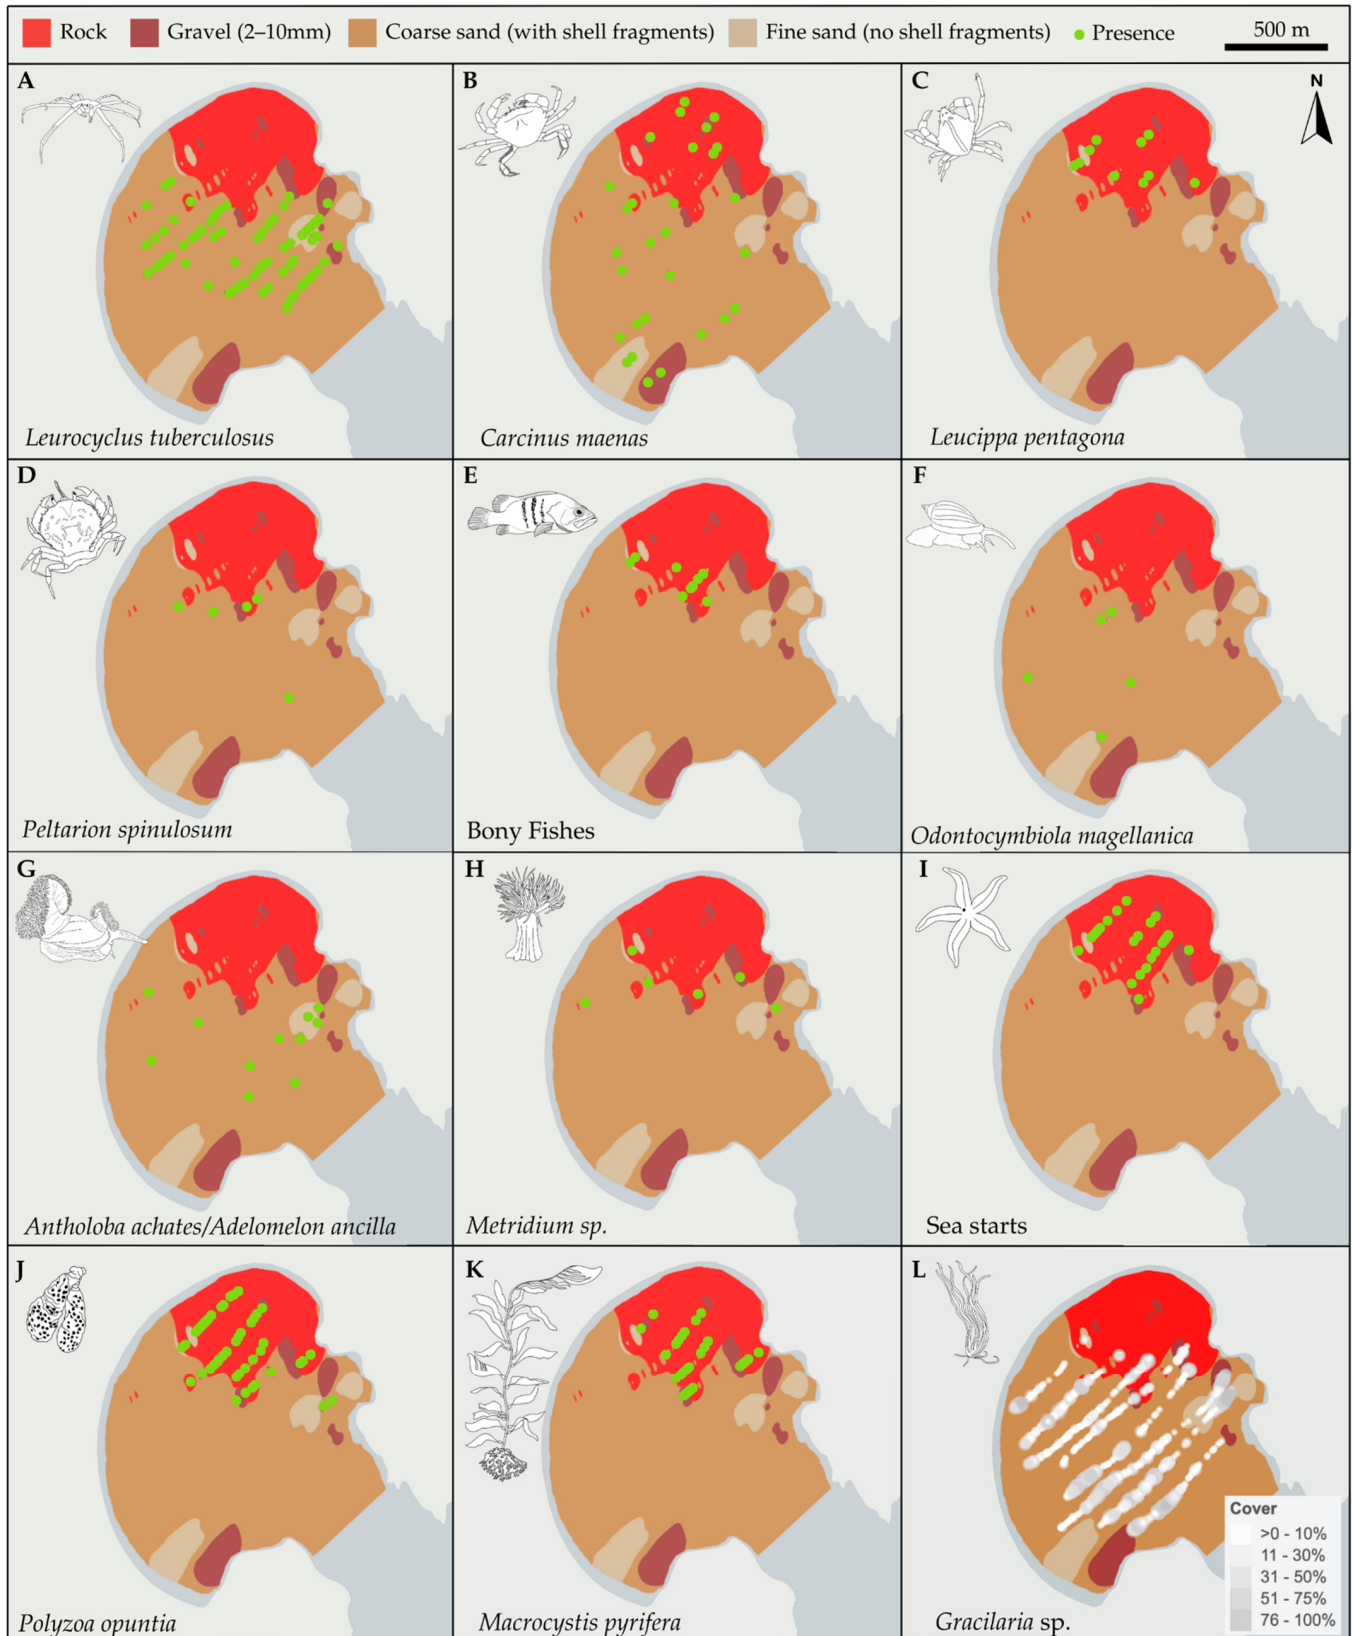 Rock Gravel (2–10mm) Coarse sand (with shell fragments) Fine sand (no shell fragments) Presence 500 m
A
B
C
N
Leurocyclus tuberculosus
Carcinus maenas
Leucippa pentagona
D
E
F
Peltarion spinulosum
Bony Fishes
Odontocymbiola magellanica
G
H
I
Antholoba achates/Adelomelon ancilla
Metridium sp.
Sea starts
J
K
L
Cover
>0 - 10%
11 - 30%
31 - 50%
51 - 75%
76 - 100%
Polyzoa opuntia
Macrocystis pyrifera
Gracilaria sp.